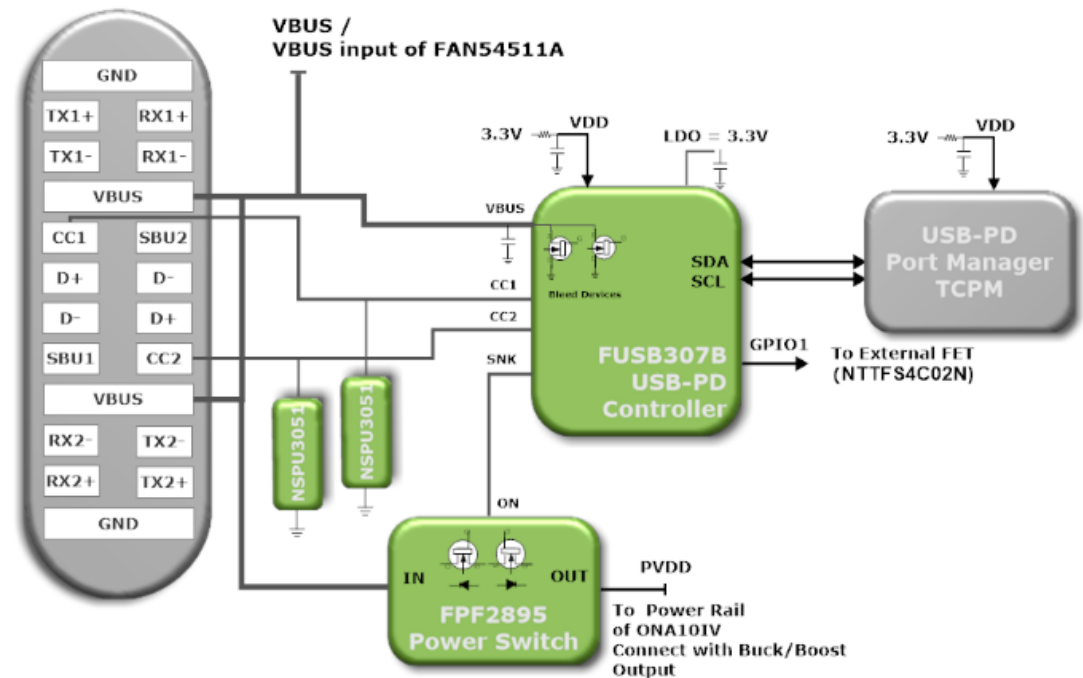 VBUS /
VBUS input of FAN54511A
GND
TX1+ RX1+
TX1- RX1-
VBUS
CC1 SBU2
D+ D-
D- D+
SBU1 CC2
VBUS
RX2- TX2-
RX2+ TX2+
GND
3.3V
VDD
LDO = 3.3V
3.3V
VDD
VBUS
CC1
CC2
SNK
Bleed Devices
SDA
SCL
FUSB307B
USB-PD
Controller
USB-PD
Port Manager
TCPM
GPIO1
To External FET
(NTTFS4C02N)
NSPU3051
NSPU3051
ON
IN
OUT
FPF2895
Power Switch
PVDD
To Power Rail
of ONA10IV
Connect with Buck/Boost
Output